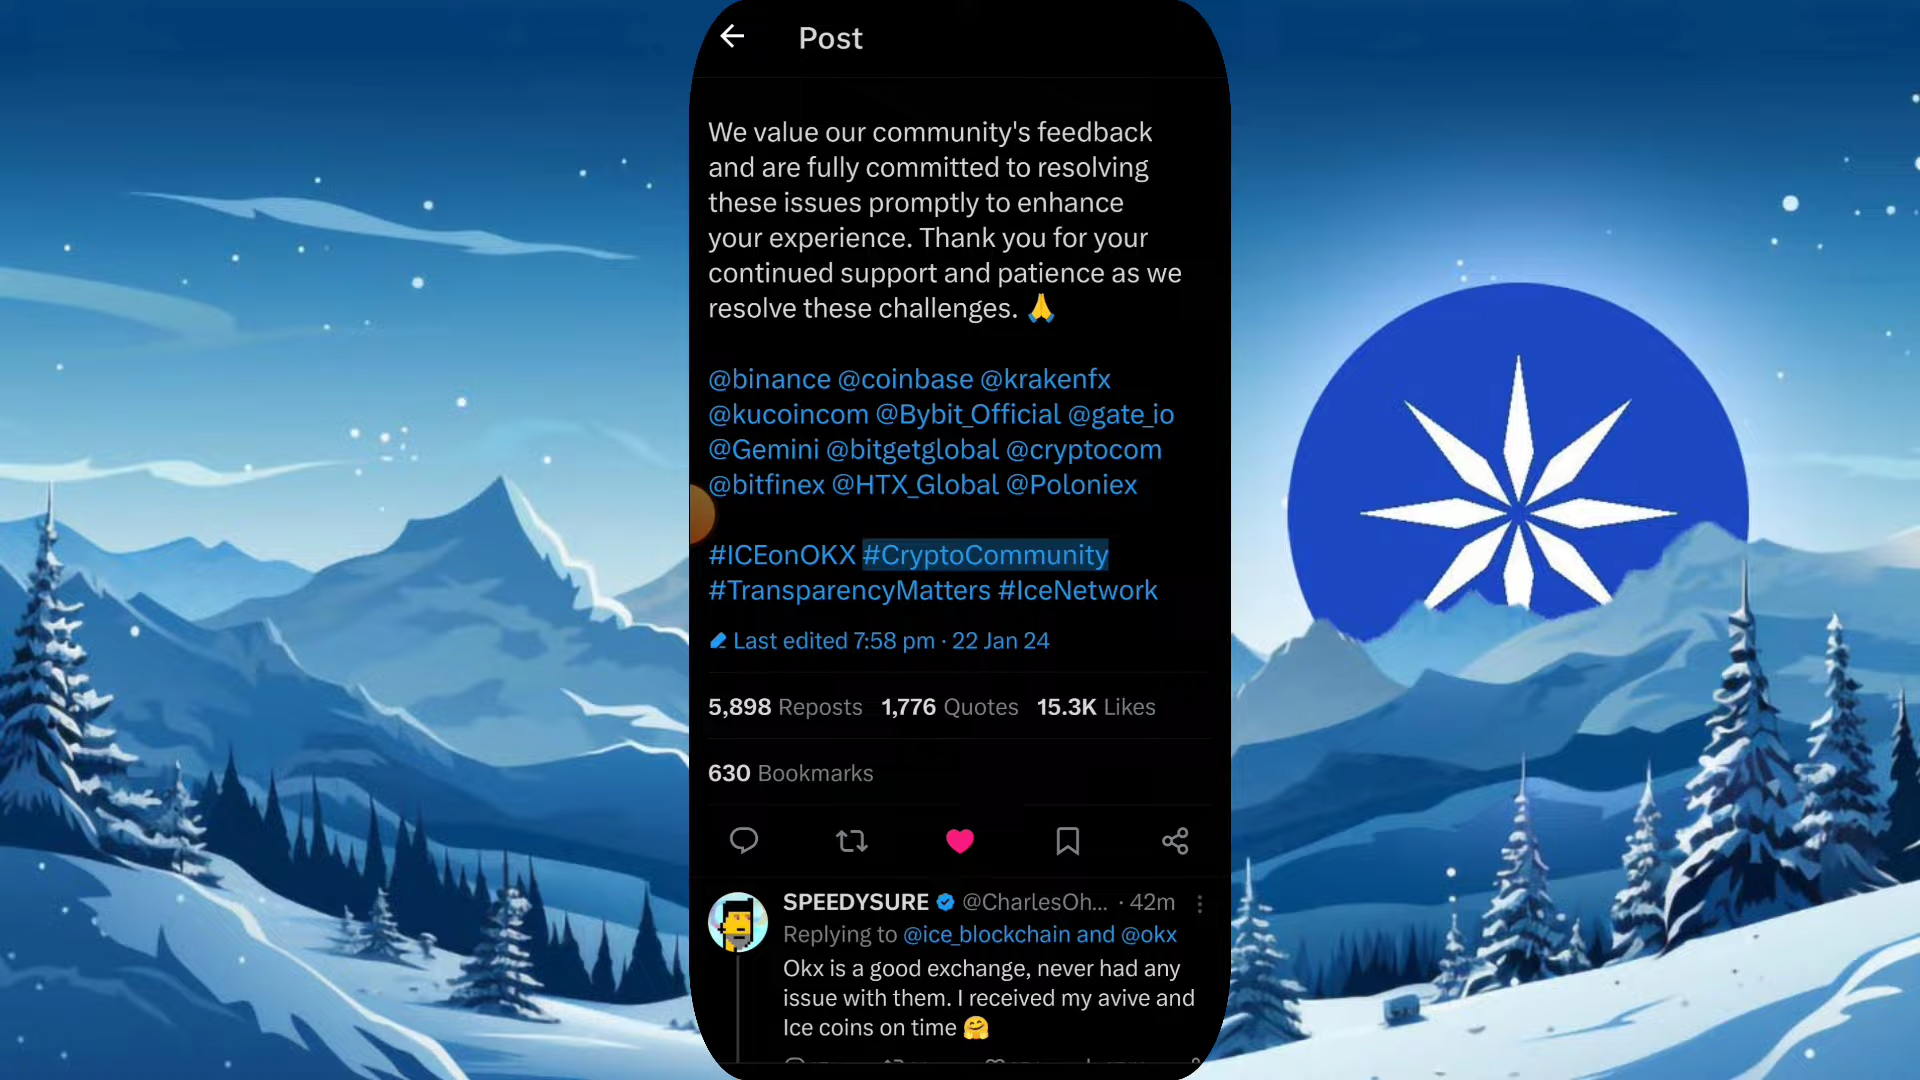 Post
We value our community's feedback
and are fully committed to resolving
these issues promptly to enhance
your experience. Thank you for your
continued support and patience as we
resolve these challenges. 🙏
@binance @coinbase @krakenfx
@kucoincom @Bybit_Official @gate_io
@Gemini @bitgetglobal @cryptocom
@bitfinex @HTX_Global @Poloniex
#ICEonOKX #CryptoCommunity
#TransparencyMatters #IceNetwork
Last edited 7:58 pm · 22 Jan 24
5,898 Reposts 1,776 Quotes 15.3K Likes
630 Bookmarks
SPEEDYSURE @CharlesOh... · 42m
Replying to @ice_blockchain and @okx
Okx is a good exchange, never had any
issue with them. I received my avive and
Ice coins on time 🤗